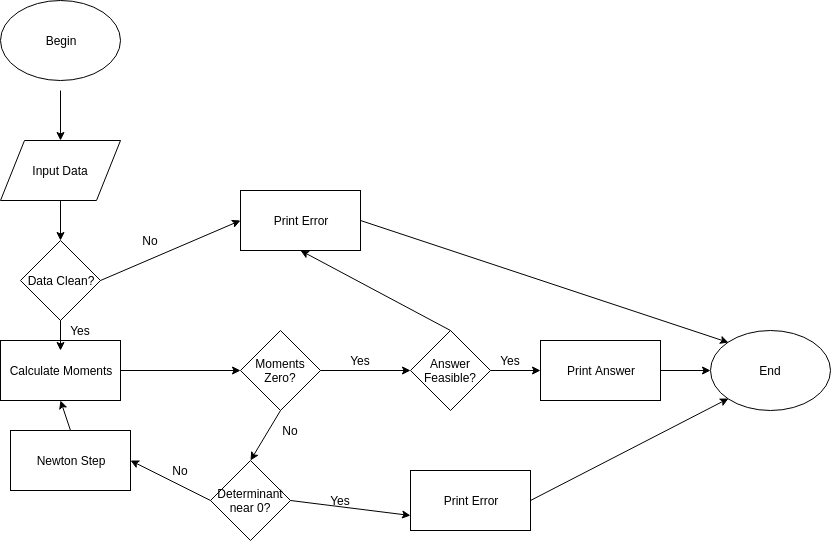 Begin
Input Data
No
Print Error
Data Clean?
Yes
Calculate Moments
Moments
Zero?
Yes
Answer
Feasible?
Yes
Print Answer
End
No
Newton Step
No
Determinant
near 0?
Yes
Print Error